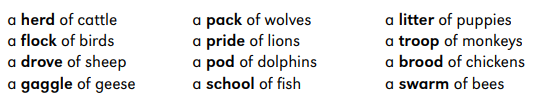 a herd of cattle
a flock of birds
a drove of sheep
a gaggle of geese
a pack of wolves
a pride of lions
a pod of dolphins
a school of fish
a litter of puppies
a troop of monkeys
a brood of chickens
a swarm of bees